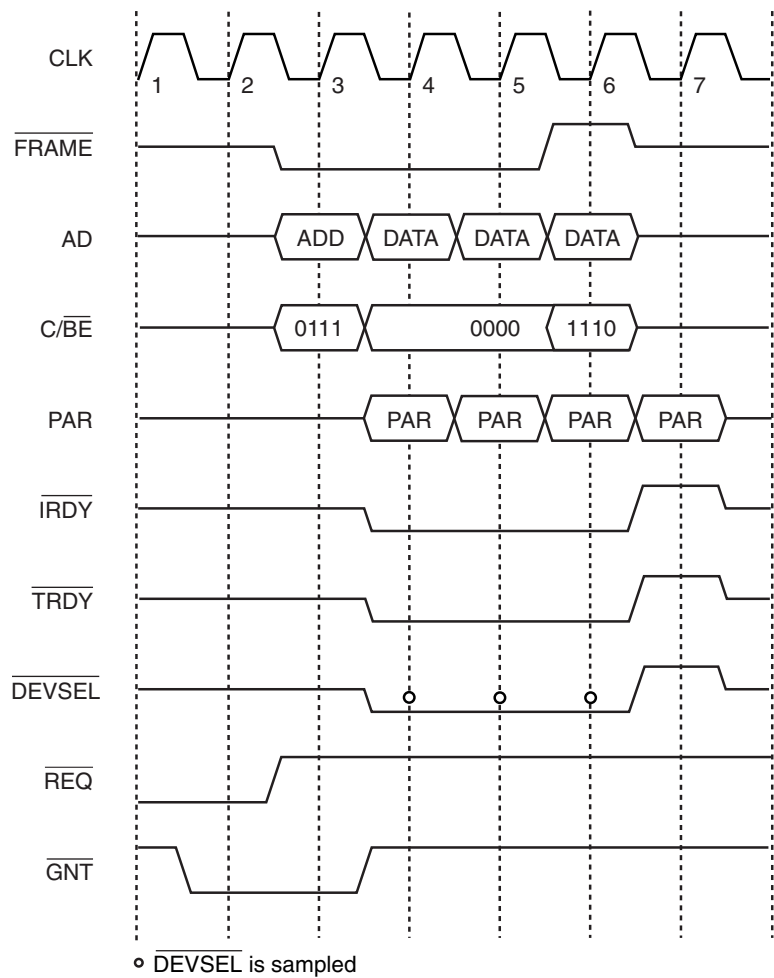 CLK
1 2 3 4 5 6 7
FRAME
AD ADD DATA DATA DATA
C/BE 0111 0000 1110
PAR PAR PAR PAR PAR
IRDY
TRDY
DEVSEL
REQ
GNT
DEVSEL is sampled